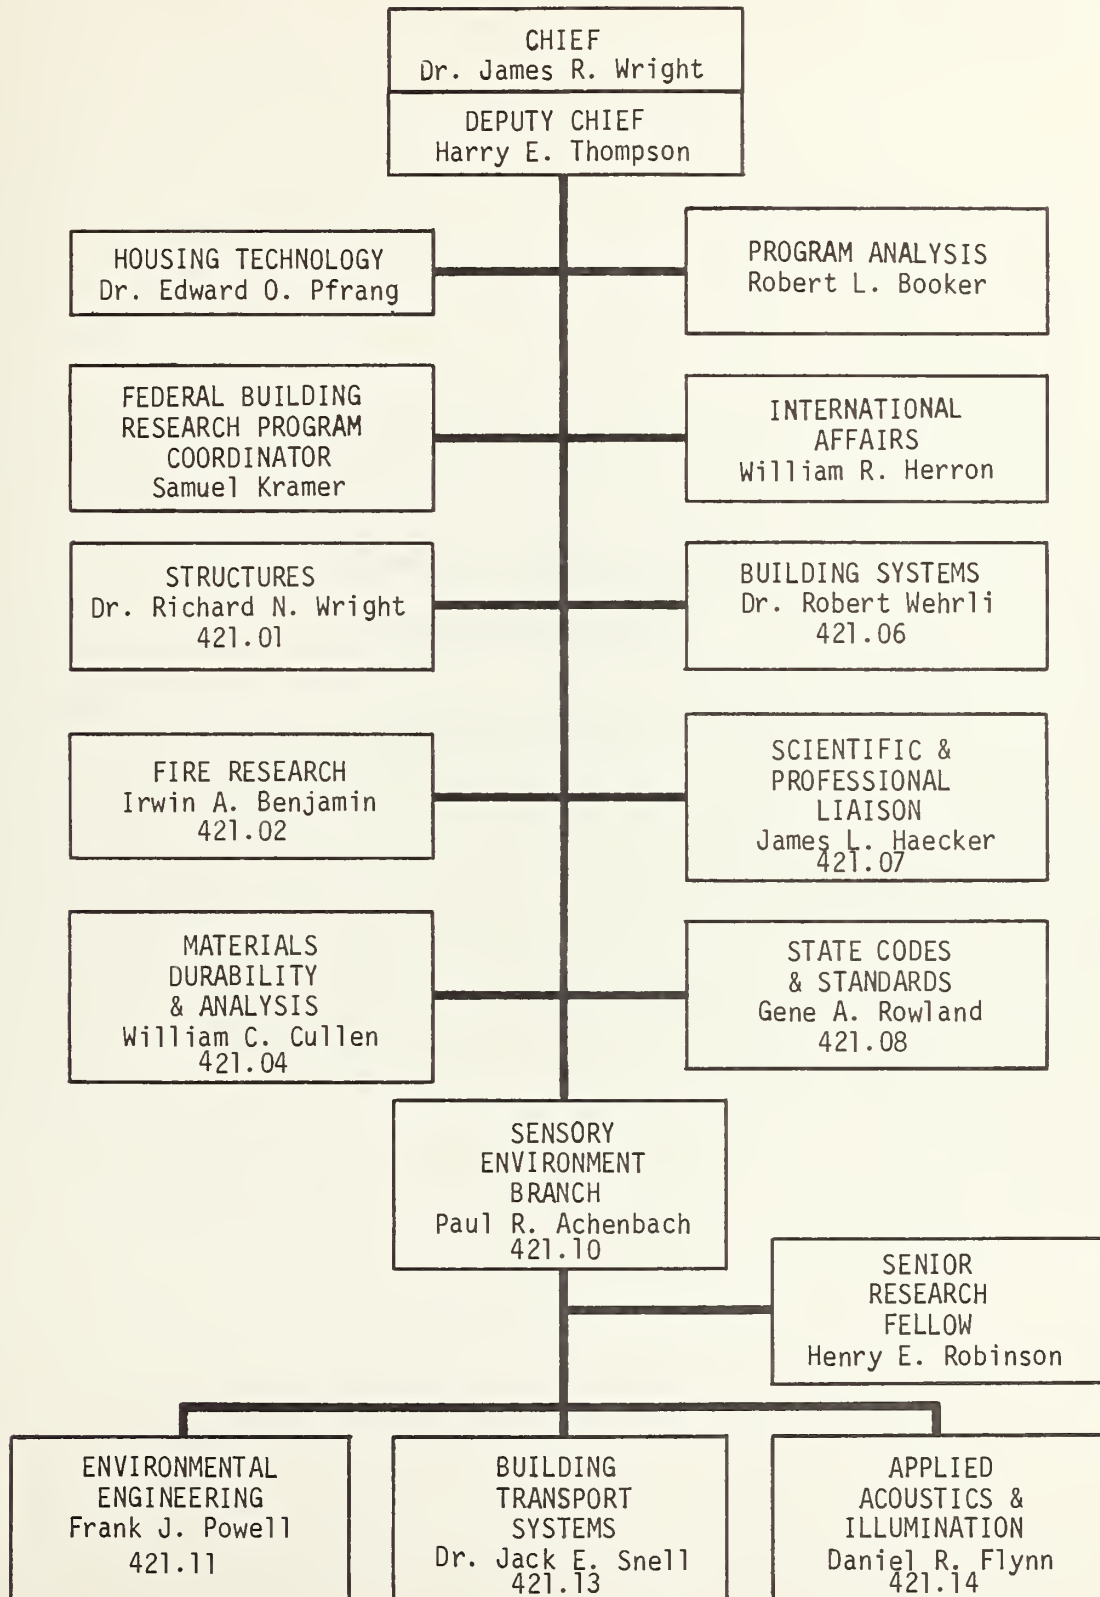 CHIEF
Dr. James R. Wright
DEPUTY CHIEF
Harry E. Thompson
HOUSING TECHNOLOGY
Dr. Edward O. Pfrang
PROGRAM ANALYSIS
Robert L. Booker
FEDERAL BUILDING
RESEARCH PROGRAM
COORDINATOR
Samuel Kramer
INTERNATIONAL
AFFAIRS
William R. Herron
STRUCTURES
Dr. Richard N. Wright
421.01
BUILDING SYSTEMS
Dr. Robert Wehrli
421.06
FIRE RESEARCH
Irwin A. Benjamin
421.02
SCIENTIFIC &
PROFESSIONAL
LIAISON
James L. Haecker
421.07
MATERIALS
DURABILITY
& ANALYSIS
William C. Cullen
421.04
STATE CODES
& STANDARDS
Gene A. Rowland
421.08
SENSORY
ENVIRONMENT
BRANCH
Paul R. Achenbach
421.10
SENIOR
RESEARCH
FELLOW
Henry E. Robinson
ENVIRONMENTAL
ENGINEERING
Frank J. Powell
421.11
BUILDING
TRANSPORT
SYSTEMS
Dr. Jack E. Snell
421.13
APPLIED
ACOUSTICS &
ILLUMINATION
Daniel R. Flynn
421.14